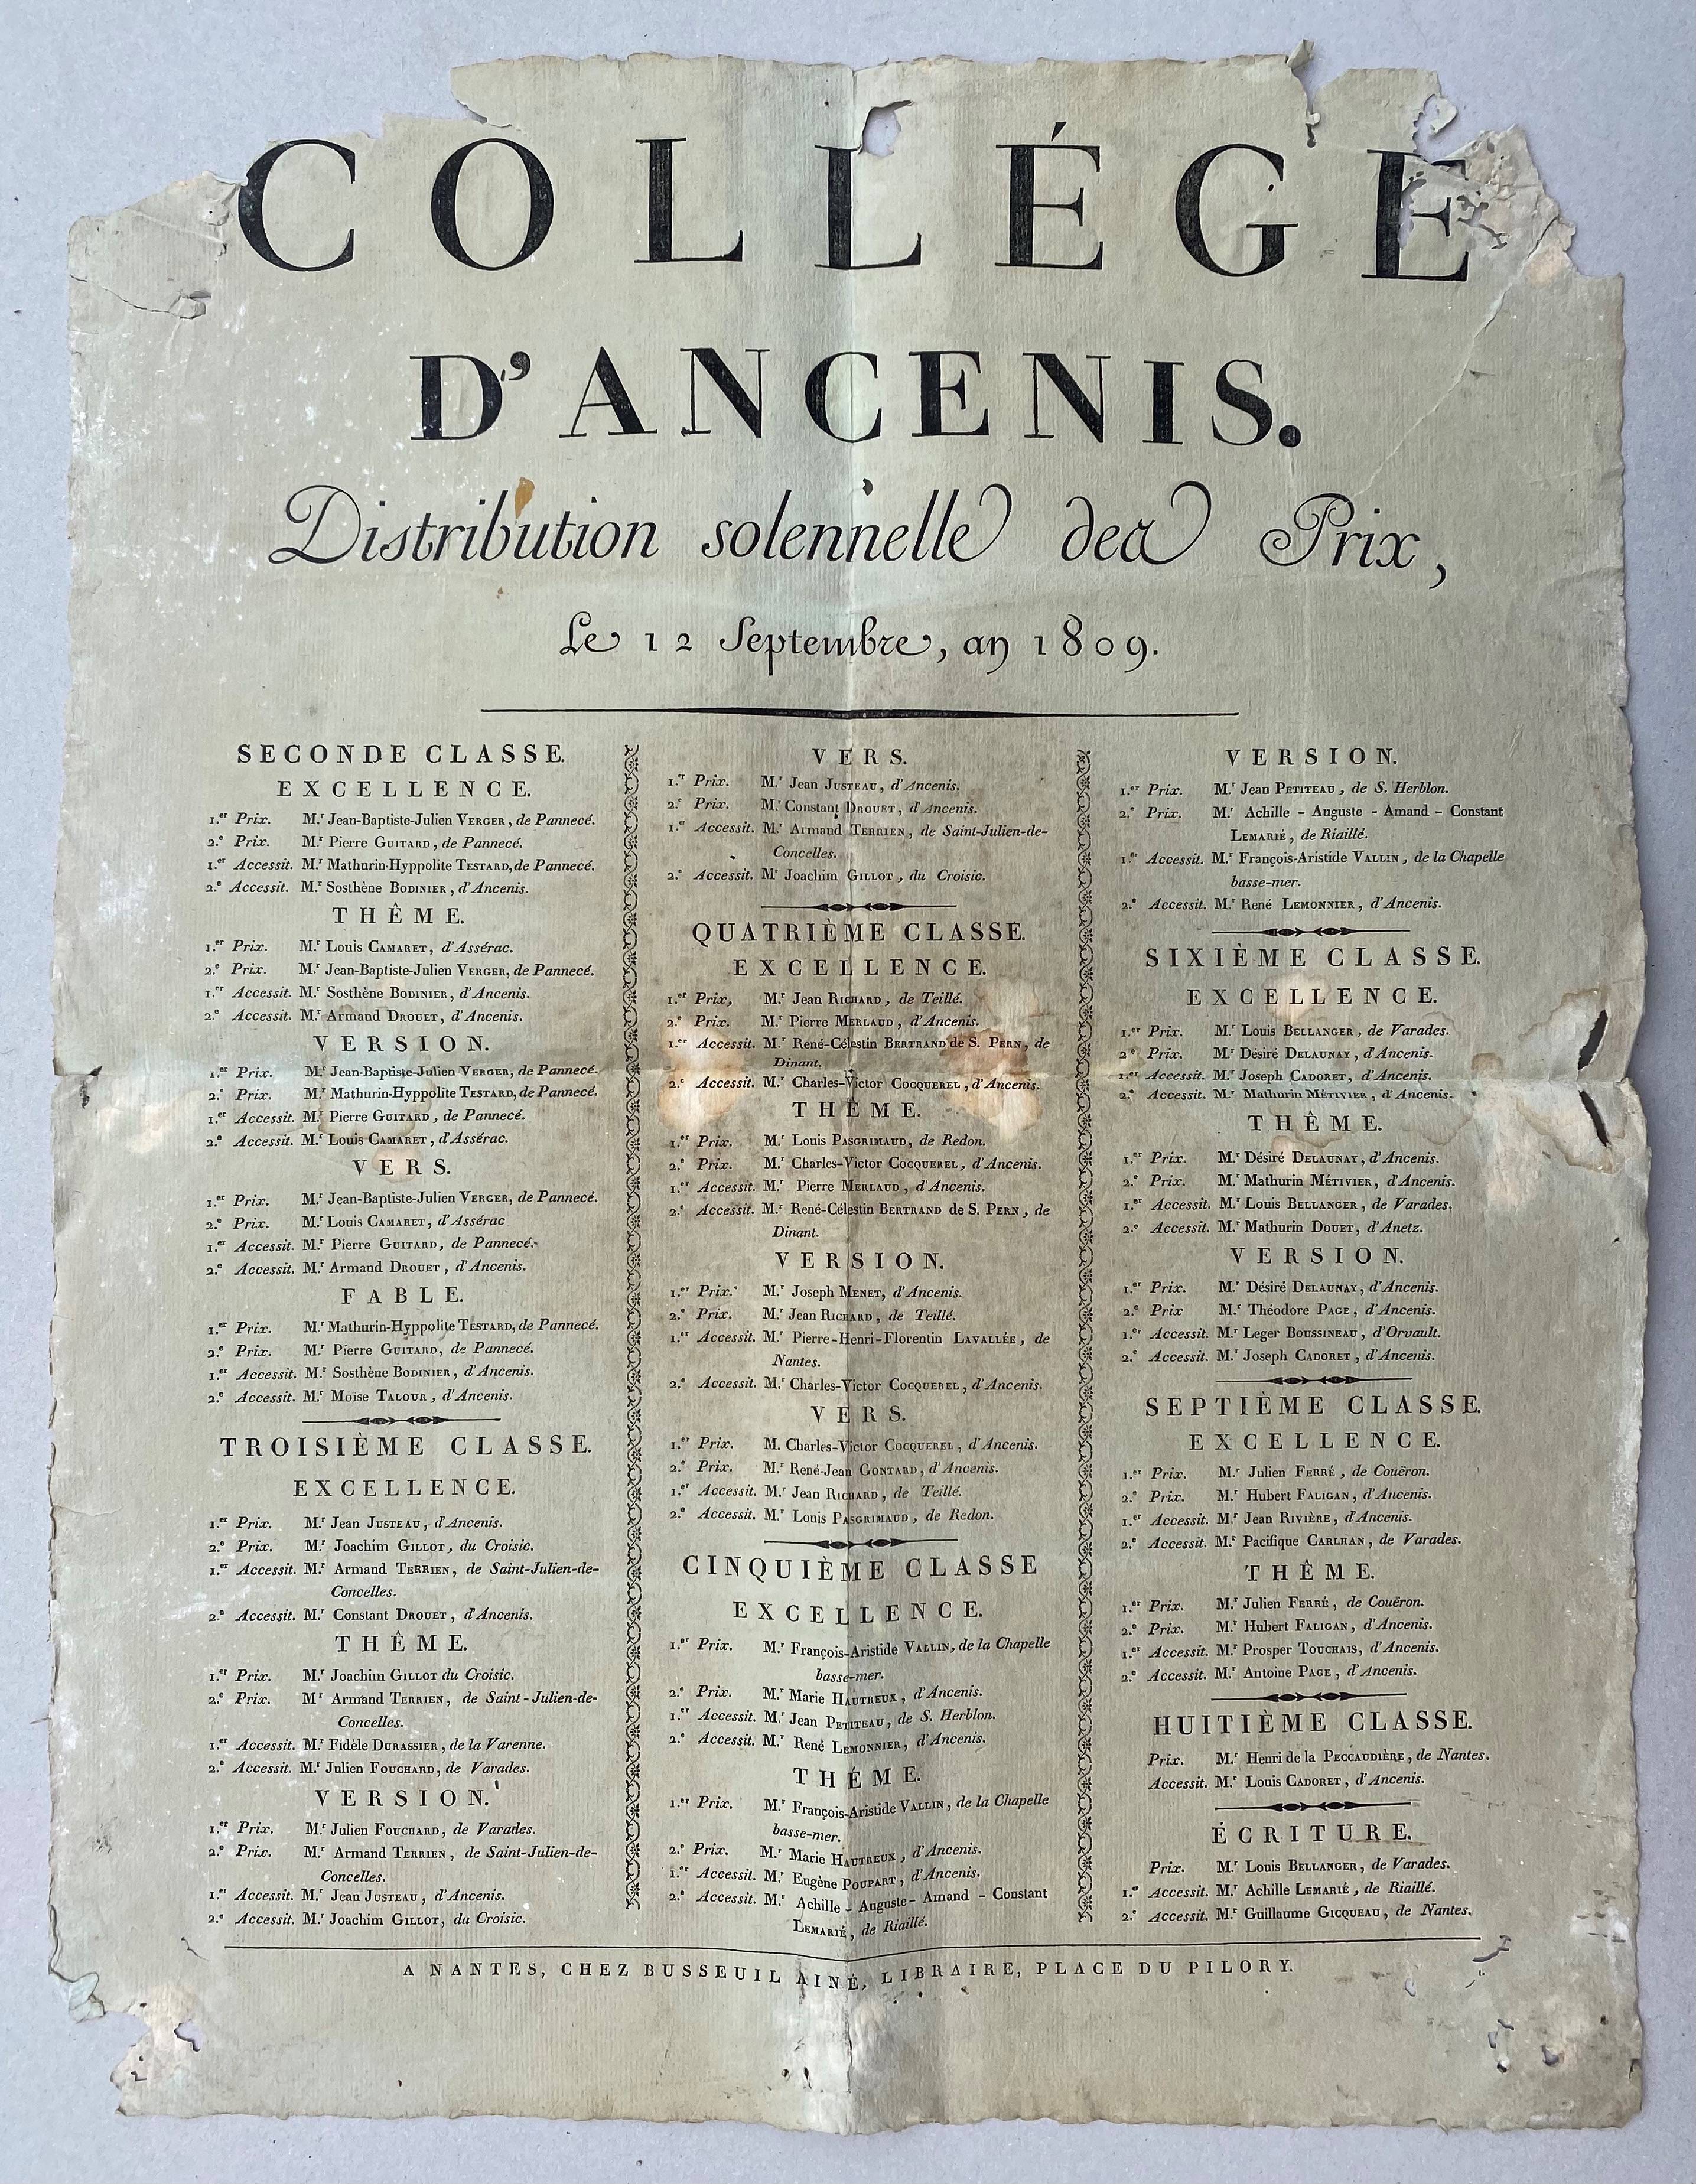 COLLÉGE
D'ANCENIS.
Distribution solennelle des Prix,
Le 12 Septembre, an 1809.
SECONDE CLASSE.
EXCELLENCE.
1.er Prix. M.r Jean-Baptiste-Julien VERGER, de Pannecé.
2.e Prix. M.r Pierre GUITARD, de Pannecé.
1.er Accessit. M.r Mathurin-Hyppolite TESTARD, de Pannecé.
2.e Accessit. M.r Sosthène BODINIER, d'Ancenis.
THÊME.
1.er Prix. M.r Louis CAMARET, d'Assérac.
2.e Prix. M.r Jean-Baptiste-Julien VERGER, de Pannecé.
1.er Accessit. M.r Sosthène BODINIER, d'Ancenis.
2.e Accessit. M.r Armand DROUET, d'Ancenis.
VERSION.
1.er Prix. M.r Jean-Baptiste-Julien VERGER, de Pannecé.
2.e Prix. M.r Mathurin-Hyppolite TESTARD, de Pannecé.
1.er Accessit. M.r Pierre GUITARD, de Pannecé.
2.e Accessit. M.r Louis CAMARET, d'Assérac.
VERS.
1.er Prix. M.r Jean-Baptiste-Julien VERGER, de Pannecé.
2.e Prix. M.r Louis CAMARET, d'Assérac
1.er Accessit. M.r Pierre GUITARD, de Pannecé.
2.e Accessit. M.r Armand DROUET, d'Ancenis.
FABLE.
1.er Prix. M.r Mathurin-Hyppolite TESTARD, de Pannecé.
2.e Prix. M.r Pierre GUITARD, de Pannecé.
1.er Accessit. M.r Sosthène BODINIER, d'Ancenis.
2.e Accessit. M.r Moïse TALOUR, d'Ancenis.
TROISIÈME CLASSE.
EXCELLENCE.
1.er Prix. M.r Jean JUSTEAU, d'Ancenis.
2.e Prix. M.r Joachim GILLOT, du Croisic.
1.er Accessit. M.r Armand TERRIEN, de Saint-Julien-de-
Concelles.
2.e Accessit. M.r Constant DROUET, d'Ancenis.
THÊME.
1.er Prix. M.r Joachim GILLOT du Croisic.
2.e Prix. M.r Armand TERRIEN, de Saint-Julien-de-
Concelles.
1.er Accessit. M.r Fidèle DURASSIER, de la Varenne.
2.e Accessit. M.r Julien FOUCHARD, de Varades.
VERSION.
1.er Prix. M.r Julien FOUCHARD, de Varades.
2.e Prix. M.r Armand TERRIEN, de Saint-Julien-de-
Concelles.
1.er Accessit. M.r Jean JUSTEAU, d'Ancenis.
2.e Accessit. M.r Joachim GILLOT, du Croisic.
VERS.
1.er Prix. M.r Jean JUSTEAU, d'Ancenis.
2.e Prix. M.r Constant DROUET, d'Ancenis.
1.er Accessit. M.r Armand TERRIEN, de Saint-Julien-de-
Concelles.
2.e Accessit. M.r Joachim GILLOT, du Croisic.
QUATRIÈME CLASSE.
EXCELLENCE.
1.er Prix, M.r Jean RICHARD, de Teillé.
2.e Prix. M.r Pierre MERLAUD, d'Ancenis.
1.er Accessit. M.r René-Célestin BERTRAND de S. PERN, de
Dinant.
2.e Accessit. M.r Charles-Victor COCQUEREL, d'Ancenis.
THÊME.
1.er Prix. M.r Louis PASGRIMAUD, de Redon.
2.e Prix. M.r Charles-Victor COCQUEREL, d'Ancenis.
1.er Accessit. M.r Pierre MERLAUD, d'Ancenis.
2.e Accessit. M.r René-Célestin BERTRAND de S. PERN, de
Dinant.
VERSION.
1.er Prix. M.r Joseph MENET, d'Ancenis.
2.e Prix. M.r Jean RICHARD, de Teillé.
1.er Accessit. M.r Pierre-Henri-Florentin LAVALLÉE, de
Nantes.
2.e Accessit. M.r Charles-Victor COCQUEREL, d'Ancenis.
VERS.
1.er Prix. M. Charles-Victor COCQUEREL, d'Ancenis.
2.e Prix. M.r René-Jean GONTARD, d'Ancenis.
1.er Accessit. M.r Jean RICHARD, de Teillé.
2.e Accessit. M.r Louis PASGRIMAUD, de Redon.
CINQUIÈME CLASSE
EXCELLENCE.
1.er Prix. M.r François-Aristide VALLIN, de la Chapelle
basse-mer.
2.e Prix. M.r Marie HAUTREUX, d'Ancenis.
1.er Accessit. M.r Jean PETITEAU, de S. Herblon.
2.e Accessit. M.r René LEMONNIER, d'Ancenis.
THÉME.
1.er Prix. M.r François-Aristide VALLIN, de la Chapelle
basse-mer.
2.e Prix. M.r Marie HAUTREUX, d'Ancenis.
1.er Accessit. M.r Eugène POUPART, d'Ancenis.
2.e Accessit. M.r Achille - Auguste - Amand - Constant
LEMARIÉ, de Riaillé.
VERSION.
1.er Prix. M.r Jean PETITEAU, de S. Herblon.
2.e Prix. M.r Achille - Auguste - Amand - Constant
LEMARIÉ, de Riaillé.
1.er Accessit. M.r François-Aristide VALLIN, de la Chapelle
basse-mer.
2.e Accessit. M.r René LEMONNIER, d'Ancenis.
SIXIÈME CLASSE.
EXCELLENCE.
1.er Prix. M.r Louis BELLANGER, de Varades.
2.e Prix. M.r Désiré DELAUNAY, d'Ancenis.
1.er Accessit. M.r Joseph CADORET, d'Ancenis.
2.e Accessit. M.r Mathurin MÉTIVIER, d'Ancenis.
THÊME.
1.er Prix. M.r Désiré DELAUNAY, d'Ancenis.
2.e Prix. M.r Mathurin MÉTIVIER, d'Ancenis.
1.er Accessit. M.r Louis BELLANGER, de Varades.
2.e Accessit. M.r Mathurin DOUET, d'Anetz.
VERSION.
1.er Prix. M.r Désiré DELAUNAY, d'Ancenis.
2.e Prix M.r Théodore PAGE, d'Ancenis.
1.er Accessit. M.r Leger BOUSSINEAU, d'Orvault.
2.e Accessit. M.r Joseph CADORET, d'Ancenis.
SEPTIÈME CLASSE.
EXCELLENCE.
1.er Prix. M.r Julien FERRÉ, de Couëron.
2.e Prix. M.r Hubert FALIGAN, d'Ancenis.
1.er Accessit. M.r Jean RIVIÈRE, d'Ancenis.
2.e Accessit. M.r Pacifique CARLHAN, de Varades.
THÊME.
1.er Prix. M.r Julien FERRÉ, de Couëron.
2.e Prix. M.r Hubert FALIGAN, d'Ancenis.
1.er Accessit. M.r Prosper TOUCHAIS, d'Ancenis.
2.e Accessit. M.r Antoine PAGE, d'Ancenis.
HUITIÈME CLASSE.
Prix. M.r Henri de la PECCAUDIÈRE, de Nantes.
Accessit. M.r Louis CADORET, d'Ancenis.
ÉCRITURE.
Prix. M.r Louis BELLANGER, de Varades.
1.er Accessit. M.r Achille LEMARIÉ, de Riaillé.
2.e Accessit. M.r Guillaume GICQUEAU, de Nantes.
A NANTES, CHEZ BUSSEUIL AINÉ, LIBRAIRE, PLACE DU PILORY.